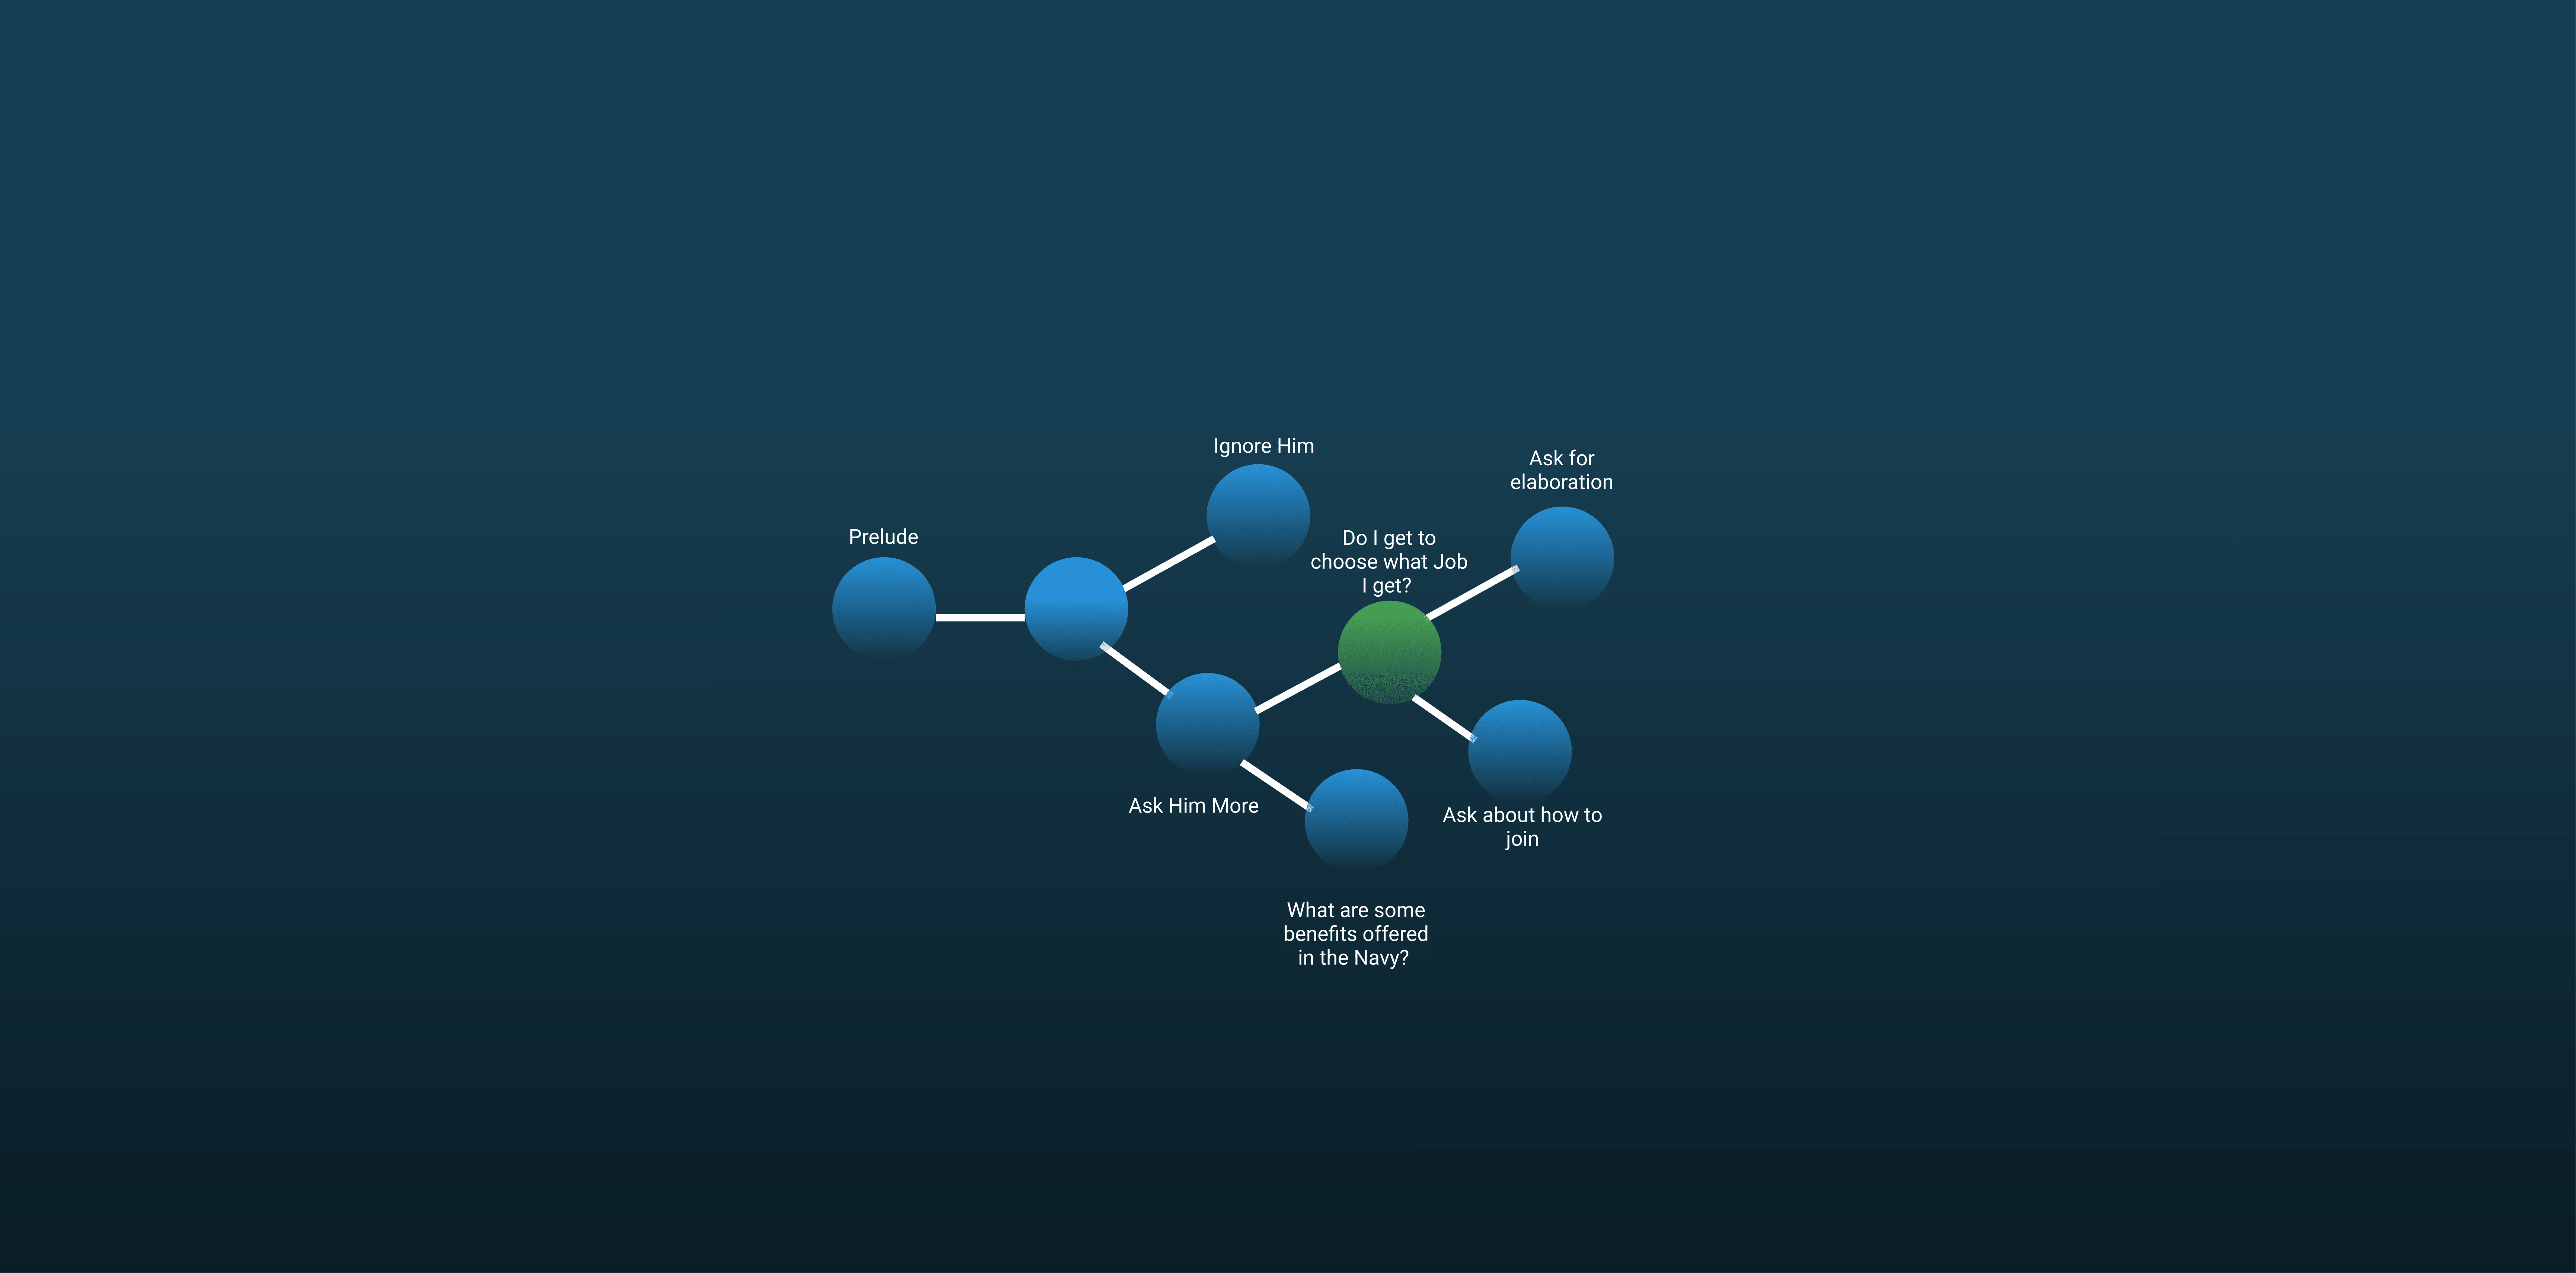 Ignore Him
Ask for
elaboration
Prelude
Do I get to
choose what Job
I get?
Ask Him More
Ask about how to
join
What are some
benefits offered
in the Navy?